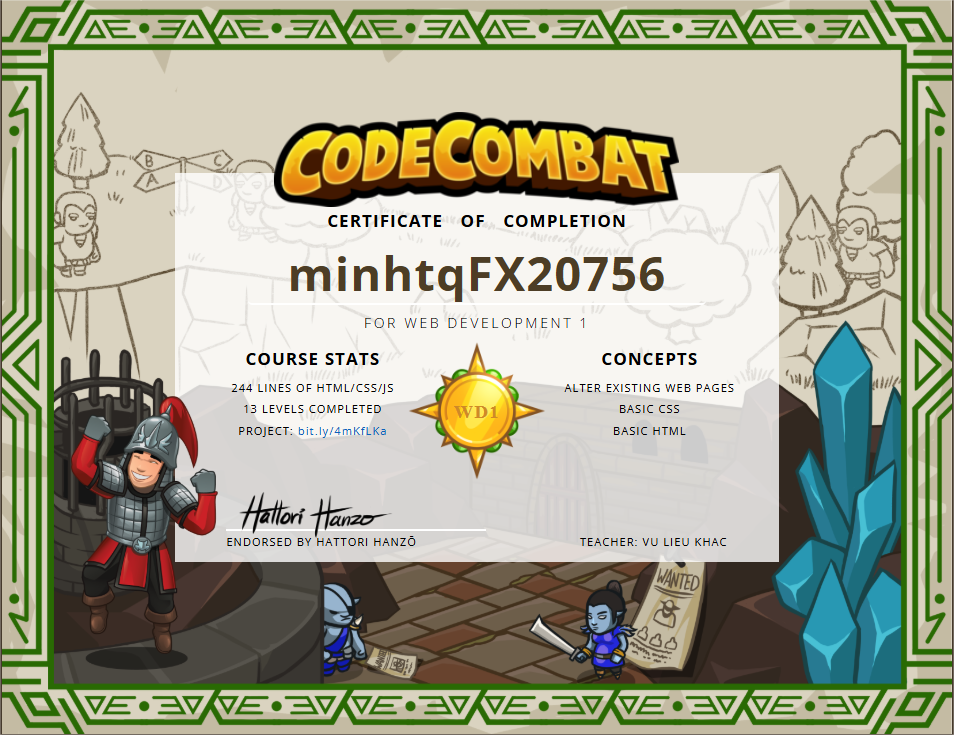 CODECOMBAT
CERTIFICATE OF COMPLETION
minhtqFX20756
FOR WEB DEVELOPMENT 1
COURSE STATS
244 LINES OF HTML/CSS/JS
13 LEVELS COMPLETED
PROJECT: bit.ly/4mKfLKa
WD1
CONCEPTS
ALTER EXISTING WEB PAGES
BASIC CSS
BASIC HTML
Hattori Hanzo
ENDORSED BY HATTORI HANZŌ
TEACHER: VU LIEU KHAC
B
C
A
D
WANTED